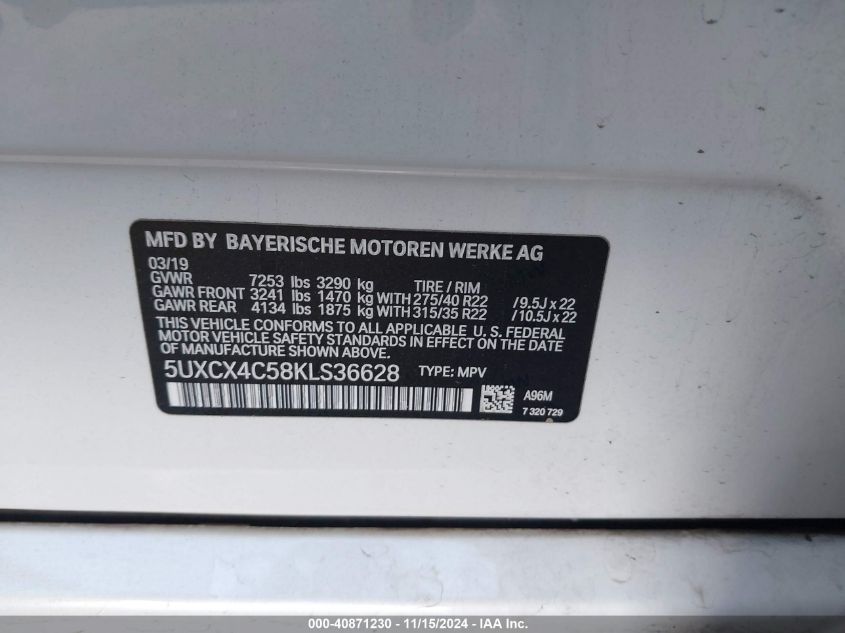 MFD BY BAYERISCHE MOTOREN WERKE AG
03/19
GVWR 7253 lbs 3290 kg TIRE / RIM
GAWR FRONT 3241 lbs 1470 kg WITH 275/40 R22 /9.5J x 22
GAWR REAR 4134 lbs 1875 kg WITH 315/35 R22 /10.5J x 22
THIS VEHICLE CONFORMS TO ALL APPLICABLE U. S. FEDERAL
MOTOR VEHICLE SAFETY STANDARDS IN EFFECT ON THE DATE
OF MANUFACTURE SHOWN ABOVE.
5UXCX4C58KLS36628 TYPE: MPV
A96M
7 320 729
000-40871230 - 11/15/2024 - IAA Inc.